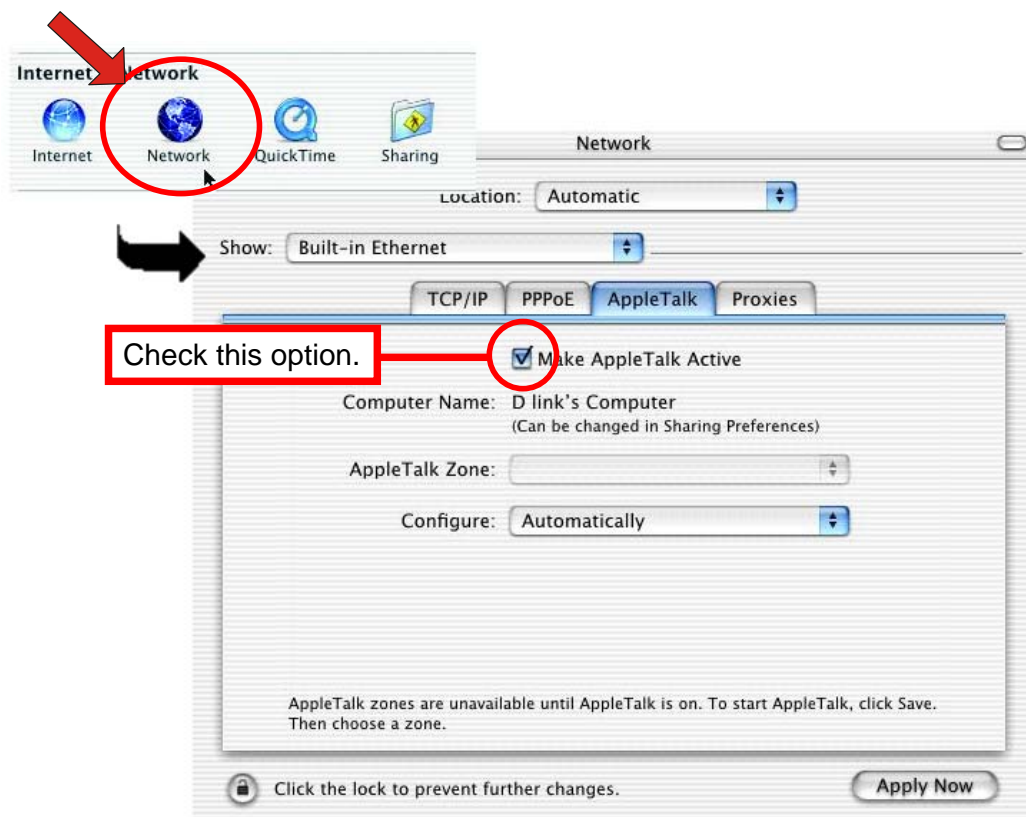 Internet & Network
Internet
Network
QuickTime
Sharing
Network
Location: Automatic
Show: Built-in Ethernet
TCP/IP
PPPoE
AppleTalk
Proxies
Check this option.
Make AppleTalk Active
Computer Name: D link's Computer
(Can be changed in Sharing Preferences)
AppleTalk Zone:
Configure: Automatically
AppleTalk zones are unavailable until AppleTalk is on. To start AppleTalk, click Save.
Then choose a zone.
Click the lock to prevent further changes.
Apply Now